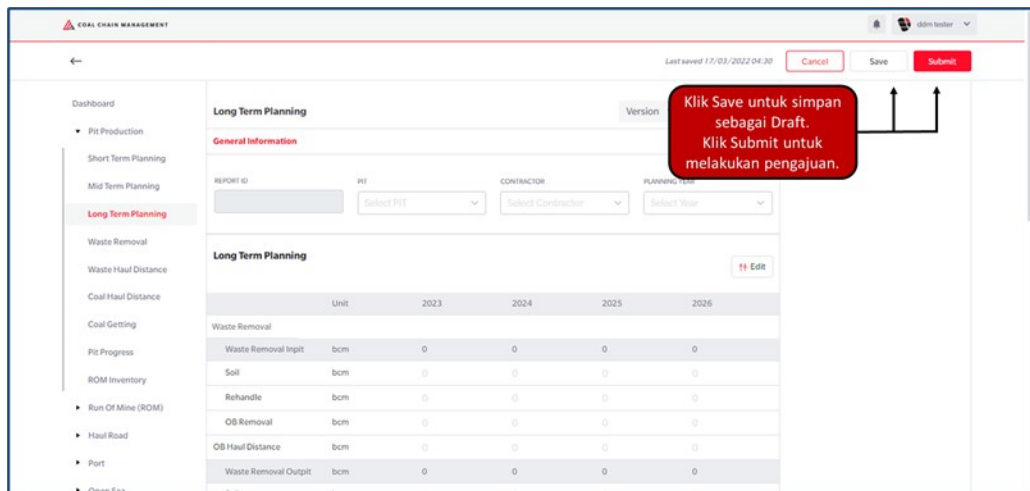 COAL CHAIN MANAGEMENT
ddm tester
Last saved 17/03/2022 04:30
Cancel
Save
Submit
Dashboard
Pit Production
Short Term Planning
Mid Term Planning
Long Term Planning
Waste Removal
Waste Haul Distance
Coal Haul Distance
Coal Getting
Pit Progress
ROM Inventory
Run Of Mine (ROM)
Haul Road
Port
Long Term Planning
Version
Klik Save untuk simpan
sebagai Draft.
Klik Submit untuk
melakukan pengajuan.
General Information
REPORT ID PIT CONTRACTOR PLANNING YEAR
Select PIT Select Contractor Select Year
Long Term Planning
Edit
Unit 2023 2024 2025 2026
Waste Removal
Waste Removal Inpit bcm 0 0 0 0
Soil bcm 0 0 0 0
Rehandle bcm 0 0 0 0
OB Removal bcm 0 0 0 0
OB Haul Distance bcm 0 0 0 0
Waste Removal Outpit bcm 0 0 0 0